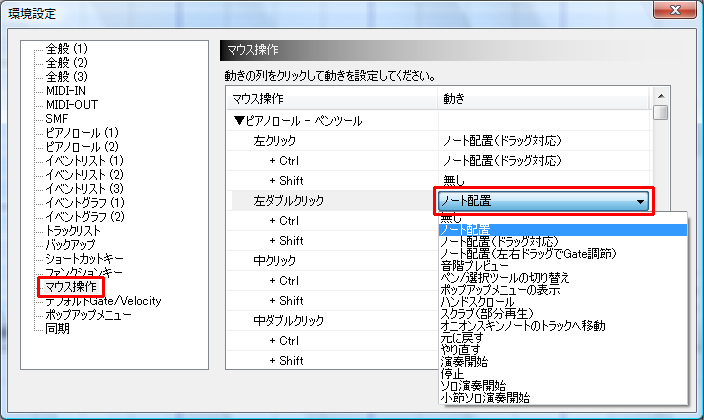 環境設定
全般 (1)
全般 (2)
全般 (3)
MIDI-IN
MIDI-OUT
SMF
ピアノロール (1)
ピアノロール (2)
イベントリスト (1)
イベントリスト (2)
イベントリスト (3)
イベントグラフ (1)
イベントグラフ (2)
トラックリスト
バックアップ
ショートカットキー
ファンクションキー
マウス操作
デフォルトGate/Velocity
ポップアップメニュー
同期
マウス操作
動きの列をクリックして動きを設定してください。
マウス操作 動き
▼ピアノロール - ペンツール
左クリック ノート配置(ドラッグ対応)
+ Ctrl ノート配置(ドラッグ対応)
+ Shift 無し
左ダブルクリック ノート配置
+ Ctrl
+ Shift
中クリック
+ Ctrl
+ Shift
中ダブルクリック
+ Ctrl
+ Shift
無し
ノート配置
ノート配置(ドラッグ対応)
ノート配置(左右ドラッグでGate調節)
音階プレビュー
ペン/選択ツールの切り替え
ポップアップメニューの表示
ハンドスクロール
スクラブ(部分再生)
オニオンスキンノートのトラックへ移動
元に戻す
やり直す
演奏開始
停止
ソロ演奏開始
小節ソロ演奏開始